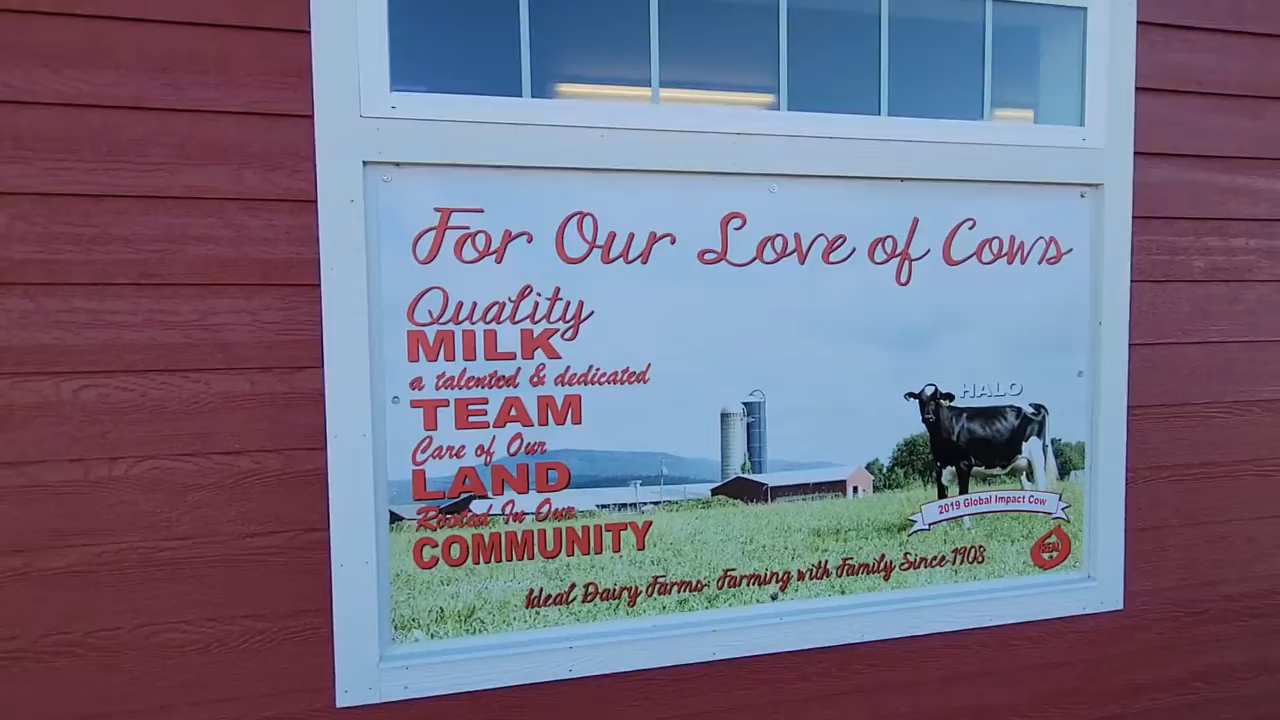 For Our Love of Cows
Quality
MILK
a talented & dedicated
TEAM
Care of Our
LAND
Rooted In Our
COMMUNITY
HALO
2019 Global Impact Cow
REAL
Ideal Dairy Farms: Farming with Family Since 1908